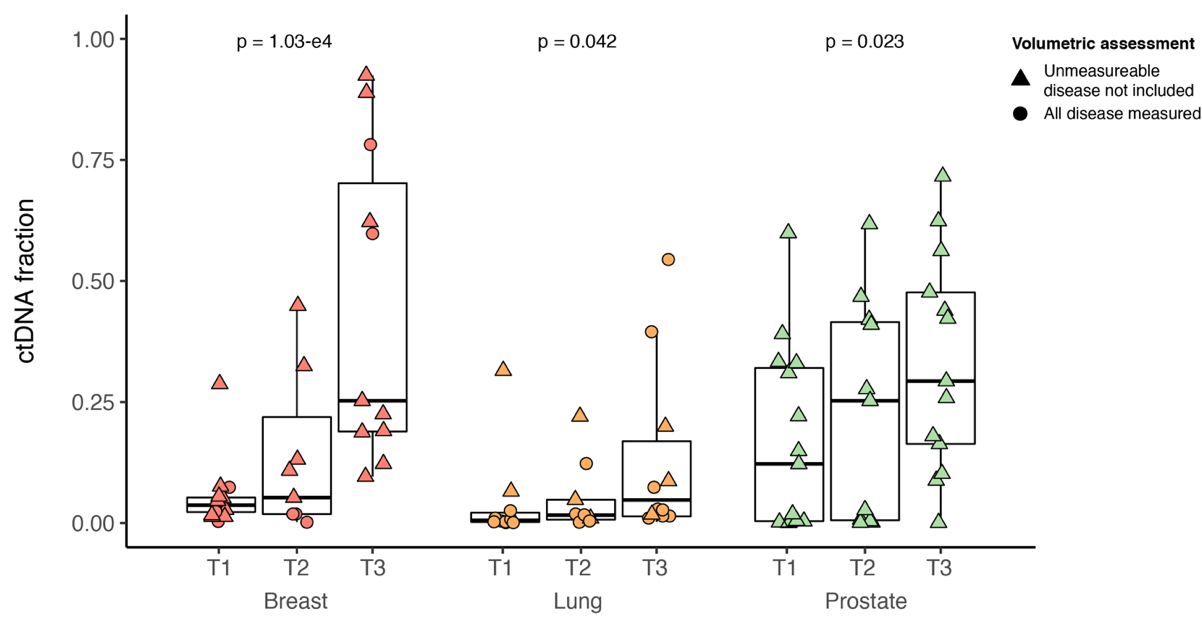 p = 1.03-e4
p = 0.042
p = 0.023
Volumetric assessment
Unmeasureable
disease not included
All disease measured
ctDNA fraction
1.00
0.75
0.50
0.25
0.00
T1 T2 T3 T1 T2 T3 T1 T2 T3
Breast Lung Prostate